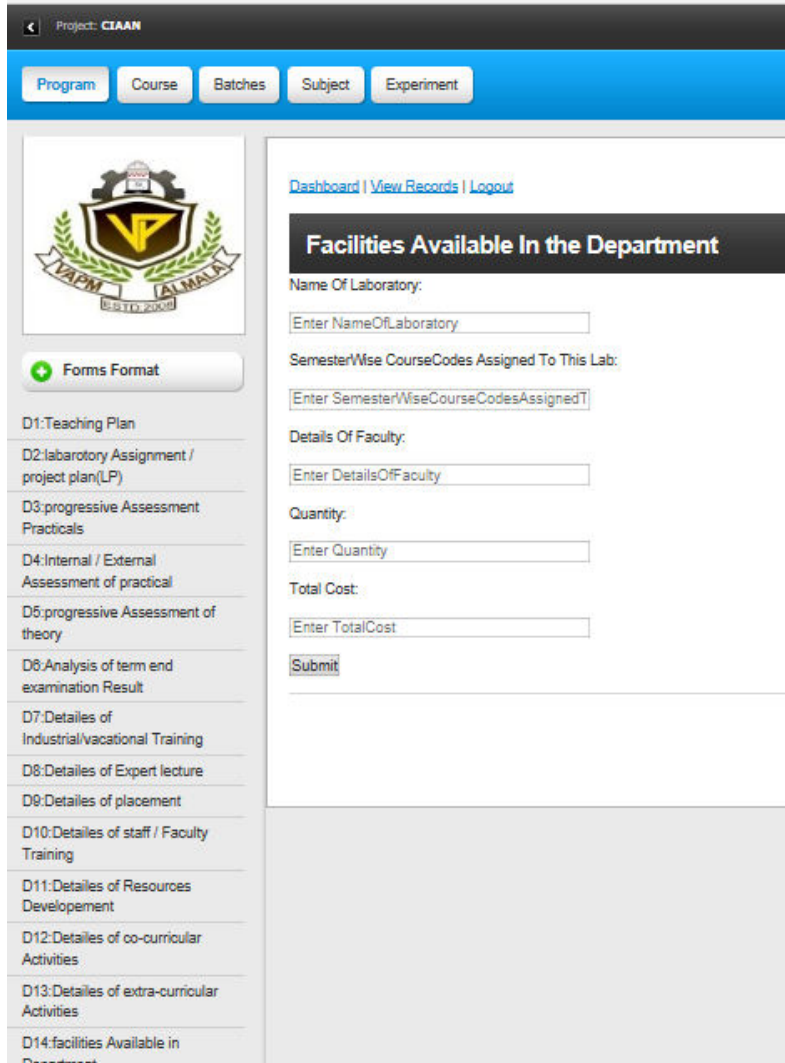 Project: CIAAN
Program
Course
Batches
Subject
Experiment
VP
VAPM
ALMALA
ESTD.2008
Forms Format
D1:Teaching Plan
D2:labarotory Assignment /
project plan(LP)
D3:progressive Assessment
Practicals
D4:Internal / External
Assessment of practical
D5:progressive Assessment of
theory
D6:Analysis of term end
examination Result
D7:Detailes of
Industrial/vacational Training
D8:Detailes of Expert lecture
D9:Detailes of placement
D10:Detailes of staff / Faculty
Training
D11:Detailes of Resources
Developement
D12:Detailes of co-curricular
Activities
D13:Detailes of extra-curricular
Activities
D14:facilities Available in
Department
Dashboard | View Records | Logout
Facilities Available In the Department
Name Of Laboratory:
Enter NameOfLaboratory
SemesterWise CourseCodes Assigned To This Lab:
Enter SemesterWiseCourseCodesAssignedT
Details Of Faculty:
Enter DetailsOfFaculty
Quantity:
Enter Quantity
Total Cost:
Enter TotalCost
Submit